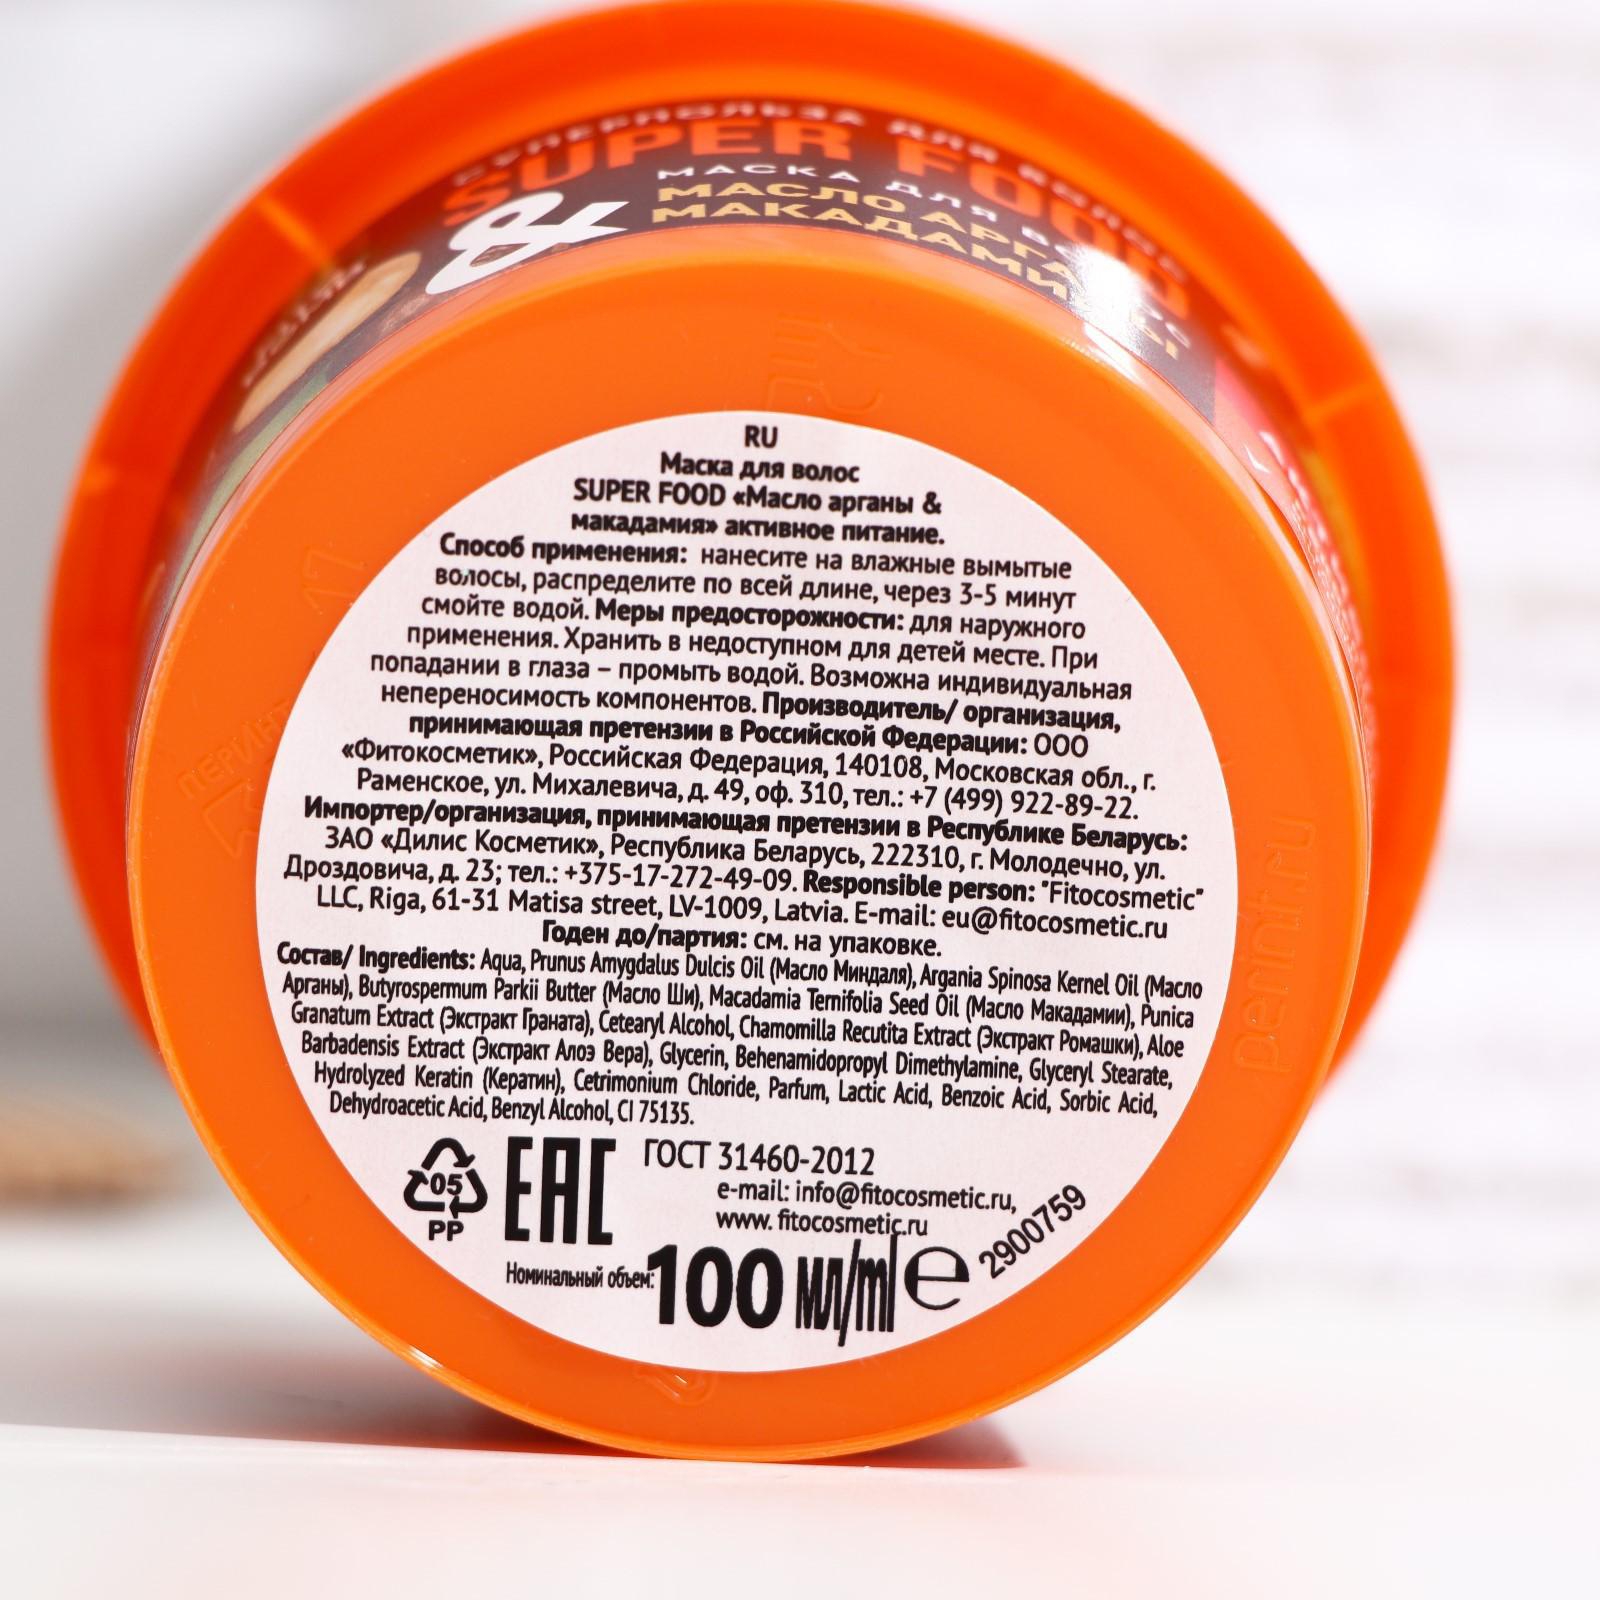 SUPER FOOD
МАСКА ДЛЯ
МАСЛО АРГА
&
МАКАДАМИ
RU
Маска для волос
SUPER FOOD «Масло арганы &
макадамия» активное питание.
Способ применения: нанесите на влажные вымытые
волосы, распределите по всей длине, через 3-5 минут
смойте водой. Меры предосторожности: для наружного
применения. Хранить в недоступном для детей месте. При
попадании в глаза – промыть водой. Возможна индивидуальная
непереносимость компонентов. Производитель/ организация,
принимающая претензии в Российской Федерации: ООО
«Фитокосметик», Российская Федерация, 140108, Московская обл., г.
Раменское, ул. Михалевича, д. 49, оф. 310, тел.: +7 (499) 922-89-22.
Импортер/организация, принимающая претензии в Республике Беларусь:
ЗАО «Дилис Косметик», Республика Беларусь, 222310, г. Молодечно, ул.
Дроздовича, д. 23; тел.: +375-17-272-49-09. Responsible person: "Fitocosmetic"
LLC, Riga, 61-31 Matisa street, LV-1009, Latvia. E-mail: eu@fitocosmetic.ru
Годен до/партия: см. на упаковке.
Состав/ Ingredients: Aqua, Prunus Amygdalus Dulcis Oil (Масло Миндаля), Argania Spinosa Kernel Oil (Масло
Арганы), Butyrospermum Parkii Butter (Масло Ши), Macadamia Ternifolia Seed Oil (Масло Макадамии), Punica
Granatum Extract (Экстракт Граната), Cetearyl Alcohol, Chamomilla Recutita Extract (Экстракт Ромашки), Aloe
Barbadensis Extract (Экстракт Алоэ Вера), Glycerin, Behenamidopropyl Dimethylamine, Glyceryl Stearate,
Hydrolyzed Keratin (Кератин), Cetrimonium Chloride, Parfum, Lactic Acid, Benzoic Acid, Sorbic Acid,
Dehydroacetic Acid, Benzyl Alcohol, CI 75135.
05
PP
EAC
ГОСТ 31460-2012
e-mail: info@fitocosmetic.ru,
www. fitocosmetic.ru
Номинальный объем: 100 мл/ml e
2900759
17
perint.ru